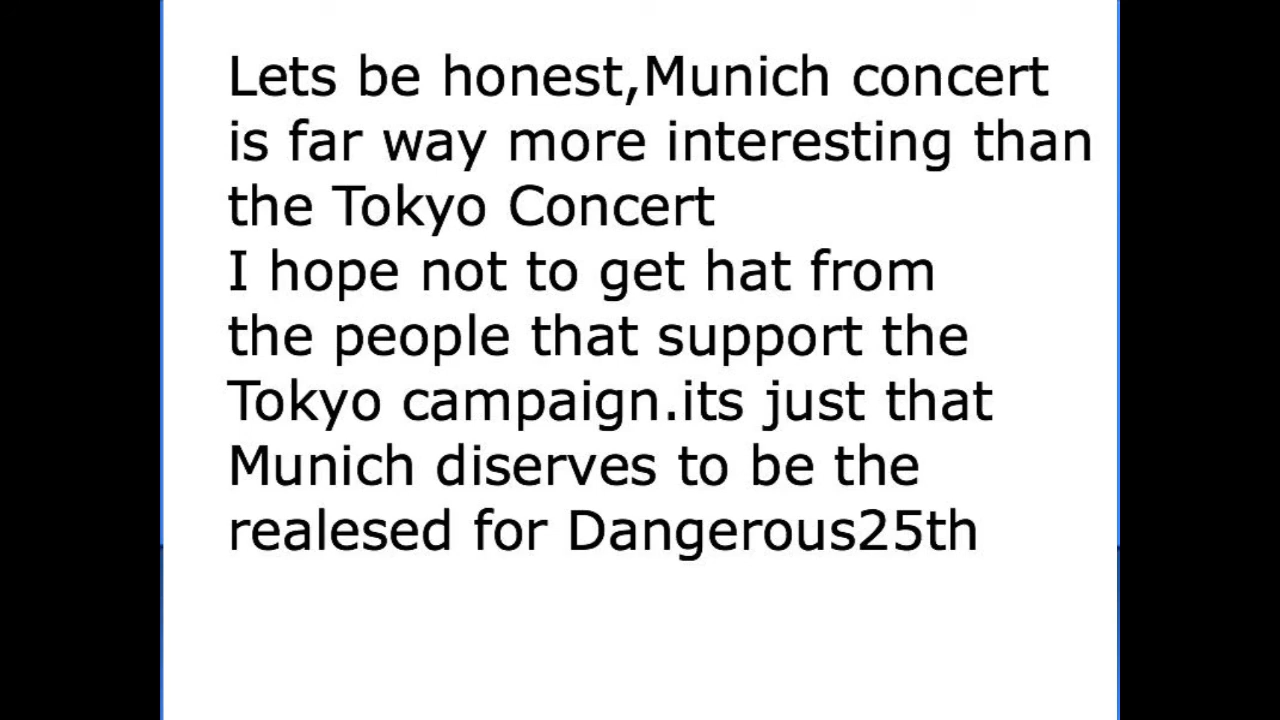 Lets be honest,Munich concert
is far way more interesting than
the Tokyo Concert
I hope not to get hat from
the people that support the
Tokyo campaign.its just that
Munich diserves to be the
realesed for Dangerous25th